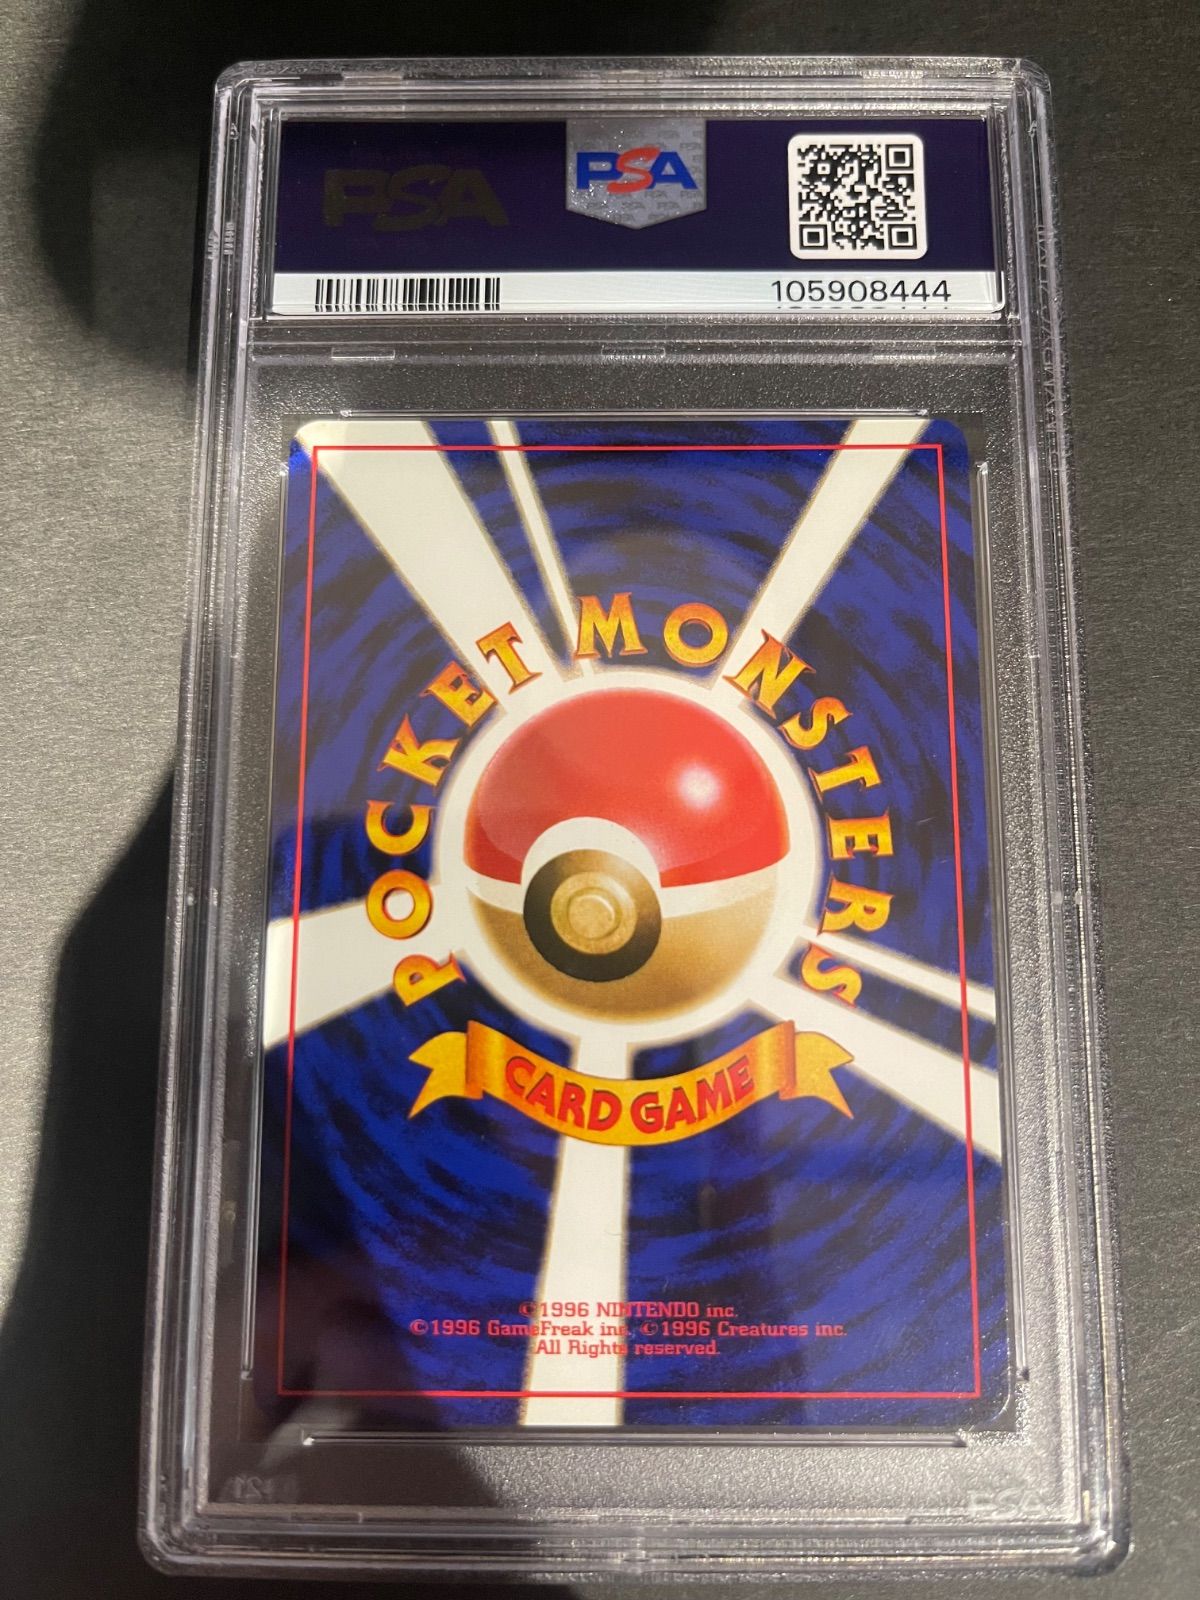 PSA
PSA
105908444
POCKET MONSTERS
CARD GAME
©1996 NINTENDO inc.
©1996 GameFreak inc. ©1996 Creatures inc.
All Rights reserved.
PSA